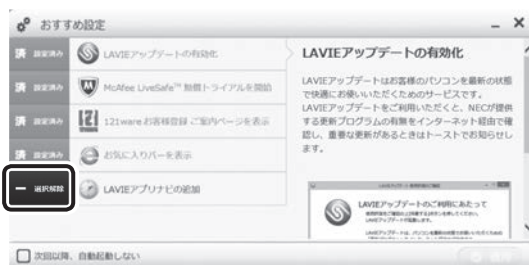 おすすめ設定
済 設定済み LAVIEアップデートの有効化
済 設定済み McAfee LiveSafe™ 無償トライアルを開始
済 設定済み 121ware お客様登録 ご案内ページを表示
済 設定済み お気に入りバーを表示
選択解除 LAVIEアプリナビの追加
次回以降、自動起動しない
LAVIEアップデートの有効化
LAVIEアップデートはお客様のパソコンを最新の状態
で快適にお使いいただくためのサービスです。
LAVIEアップデートをご利用いただくと、NECが提供
する更新プログラムの有無をインターネット経由で確
認し、重要な更新があるときはトーストでお知らせし
ます。
LAVIEアップデートのご利用にあたって